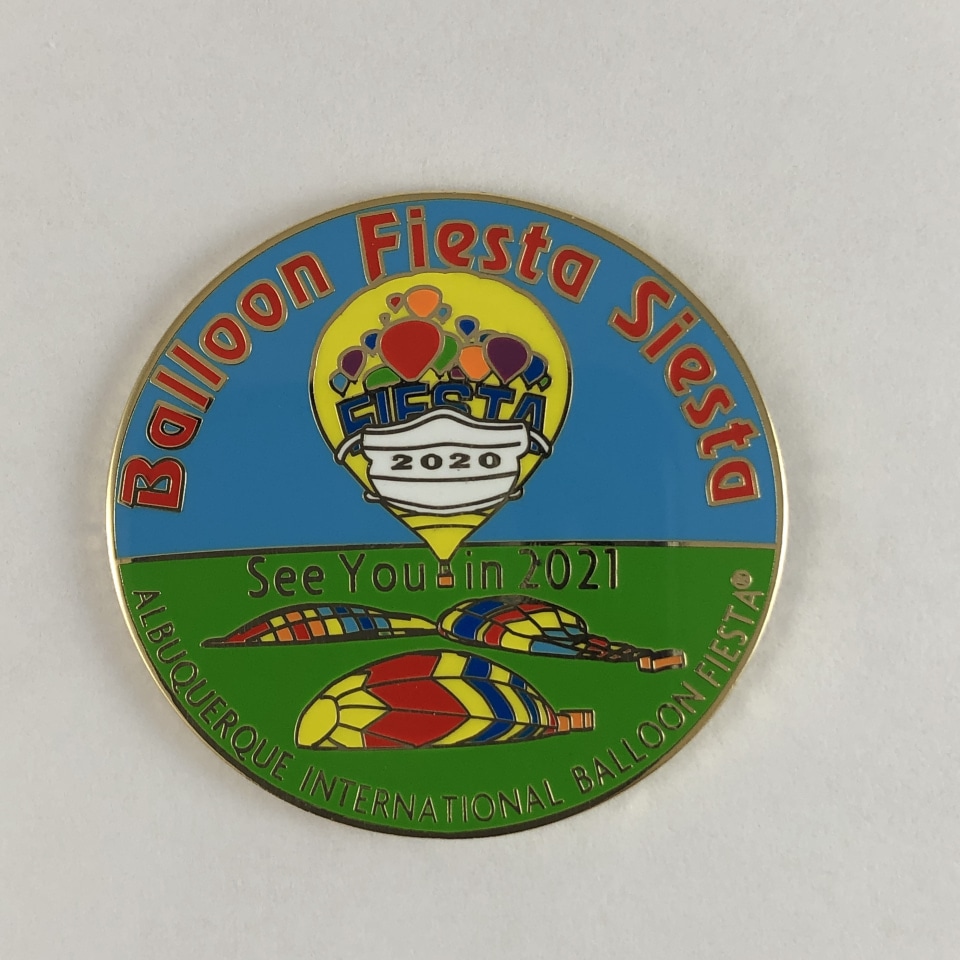 Balloon Fiesta Siesta
FIESTA
2020
See You in 2021
ALBUQUERQUE INTERNATIONAL BALLOON FIESTA®